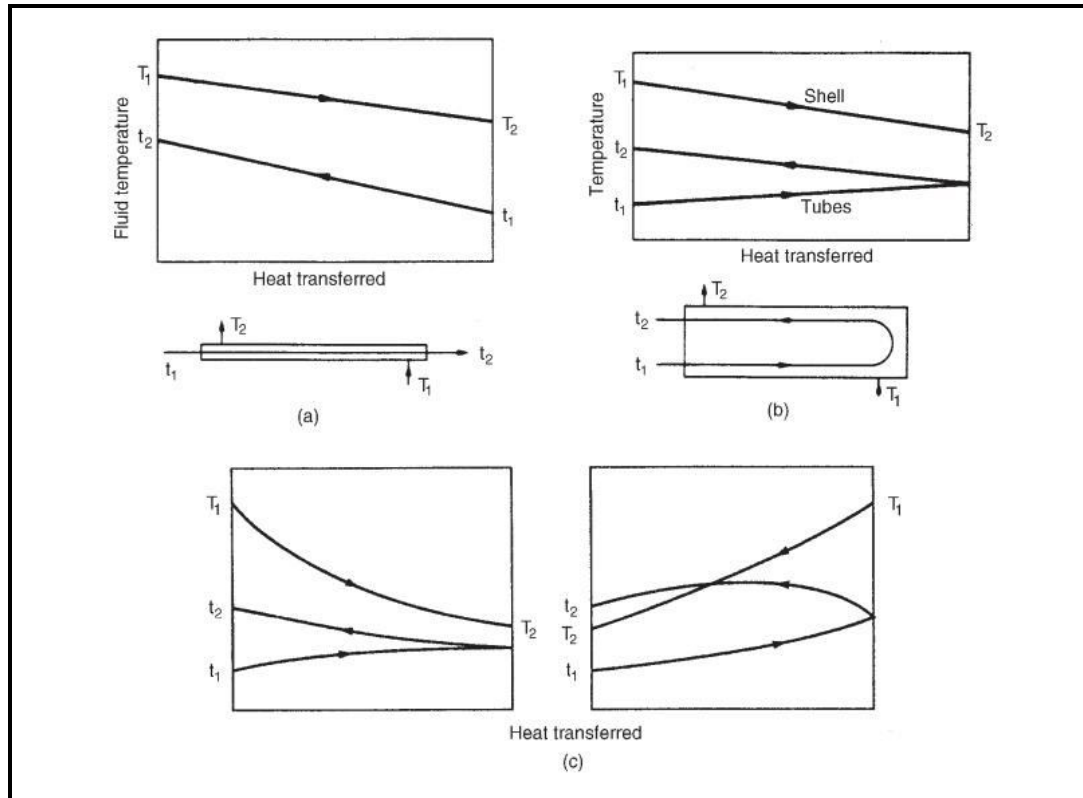 T₁
t₂
Fluid temperature
T₂
t₁
Heat transferred
T₂
t₁
t₂
T₁
(a)
T₁
t₂
t₁
Temperature
Shell
Tubes
T₂
Heat transferred
T₂
t₂
t₁
T₁
(b)
T₁
t₂
t₁
T₂
t₂
T₂
t₁
T₁
Heat transferred
(c)